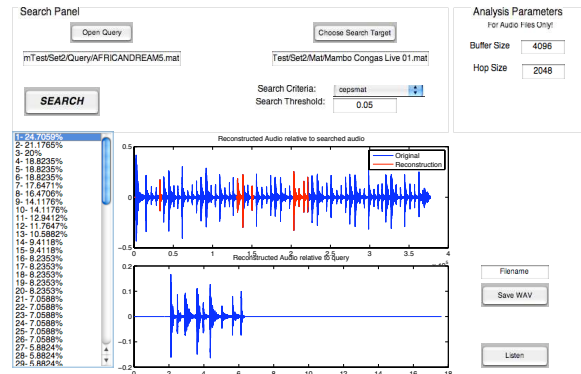 Search Panel
Open Query
mTest/Set2/Query/AFRICANDREAM5.mat
Choose Search Target
Test/Set2/Mat/Mambo Congas Live 01.mat
SEARCH
Search Criteria: cepsmat
Search Threshold: 0.05
Analysis Parameters
For Audio Files Only!
Buffer Size 4096
Hop Size 2048
1- 24.7059%
2- 21.1765%
3- 20%
4- 18.8235%
5- 18.8235%
6- 18.8235%
7- 17.6471%
8- 16.4706%
9- 14.1176%
10- 14.1176%
11- 12.9412%
12- 11.7647%
13- 10.5882%
14- 9.4118%
15- 9.4118%
16- 8.2353%
17- 8.2353%
18- 8.2353%
19- 8.2353%
20- 8.2353%
21- 7.0588%
22- 7.0588%
23- 7.0588%
24- 7.0588%
25- 7.0588%
26- 7.0588%
27- 5.8824%
28- 5.8824%
29- 5.8824%
Reconstructed Audio relative to searched audio
Original
Reconstruction
0.5
0
−0.5
0 0.5 1 1.5 2 2.5 3 3.5 4
Reconstructed Audio relative to query
0.2
0.1
0
−0.1
−0.2
0 2 4 6 8 10 12 14 16 18
Filename
Save WAV
Listen